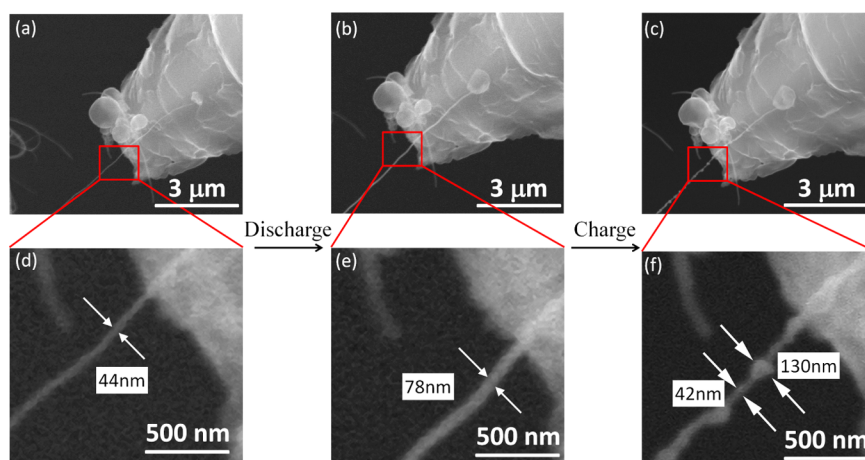 (a)
(b)
(c)
3 μm
3 μm
3 μm
Discharge
Charge
(d)
(e)
(f)
44nm
78nm
130nm
42nm
500 nm
500 nm
500 nm